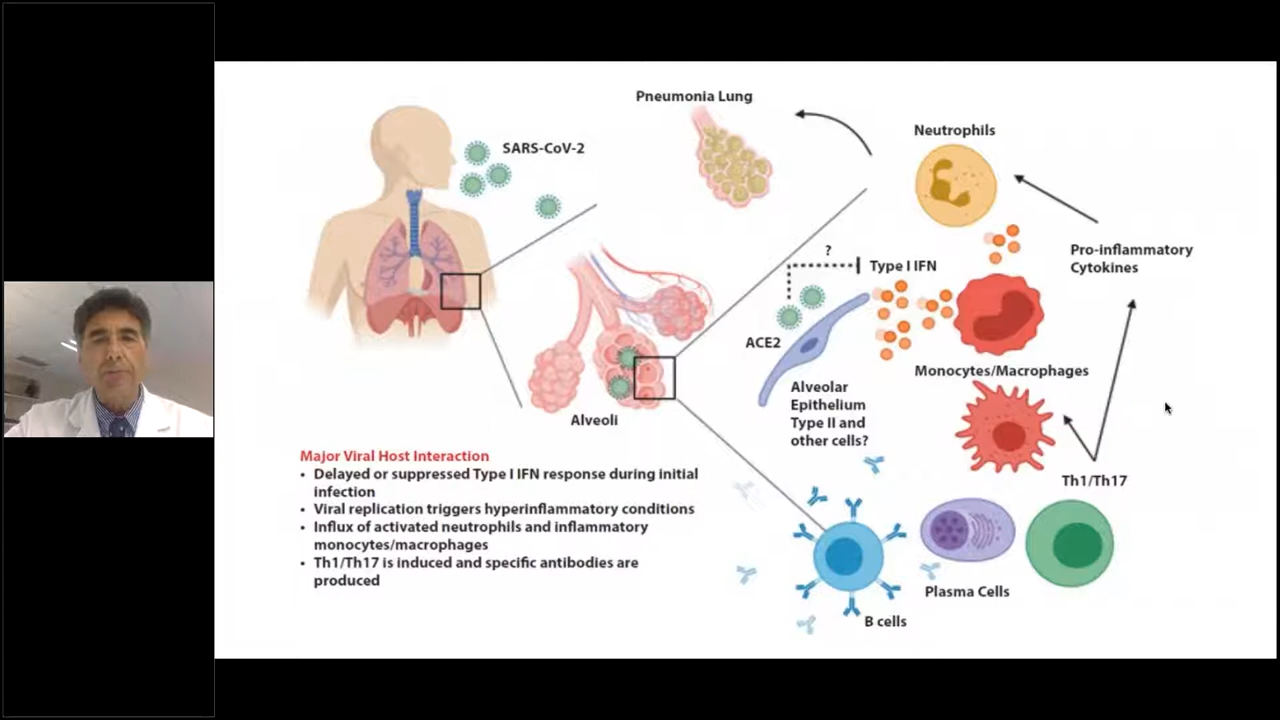 Pneumonia Lung
SARS-CoV-2
Neutrophils
?
Type I IFN
Pro-inflammatory
Cytokines
ACE2
Monocytes/Macrophages
Alveolar
Epithelium
Type II and
other cells?
Alveoli
Major Viral Host Interaction
• Delayed or suppressed Type I IFN response during initial
infection
• Viral replication triggers hyperinflammatory conditions
• Influx of activated neutrophils and inflammatory
monocytes/macrophages
• Th1/Th17 is induced and specific antibodies are
produced
Th1/Th17
Plasma Cells
B cells